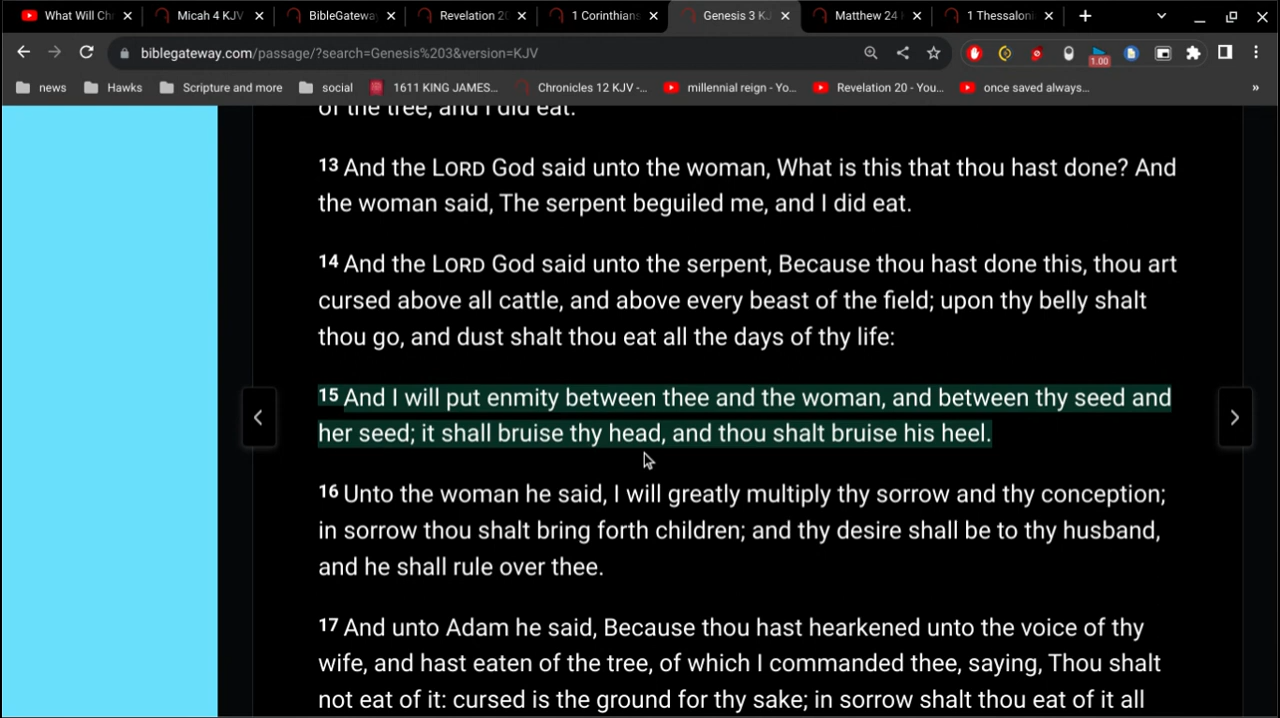 What Will Ch
Micah 4 KJV
BibleGateway
Revelation 20
1 Corinthians
Genesis 3 KJ
Matthew 24
1 Thessaloni
biblegateway.com/passage/?search=Genesis%203&version=KJV
1.00
news
Hawks
Scripture and more
social
1611 KING JAMES...
Chronicles 12 KJV -...
millennial reign - Yo...
Revelation 20 - You...
once saved always...
»
of the tree, and I did eat.
13 And the LORD God said unto the woman, What is this that thou hast done? And
the woman said, The serpent beguiled me, and I did eat.
14 And the LORD God said unto the serpent, Because thou hast done this, thou art
cursed above all cattle, and above every beast of the field; upon thy belly shalt
thou go, and dust shalt thou eat all the days of thy life:
15 And I will put enmity between thee and the woman, and between thy seed and
her seed; it shall bruise thy head, and thou shalt bruise his heel.
16 Unto the woman he said, I will greatly multiply thy sorrow and thy conception;
in sorrow thou shalt bring forth children; and thy desire shall be to thy husband,
and he shall rule over thee.
17 And unto Adam he said, Because thou hast hearkened unto the voice of thy
wife, and hast eaten of the tree, of which I commanded thee, saying, Thou shalt
not eat of it: cursed is the ground for thy sake; in sorrow shalt thou eat of it all